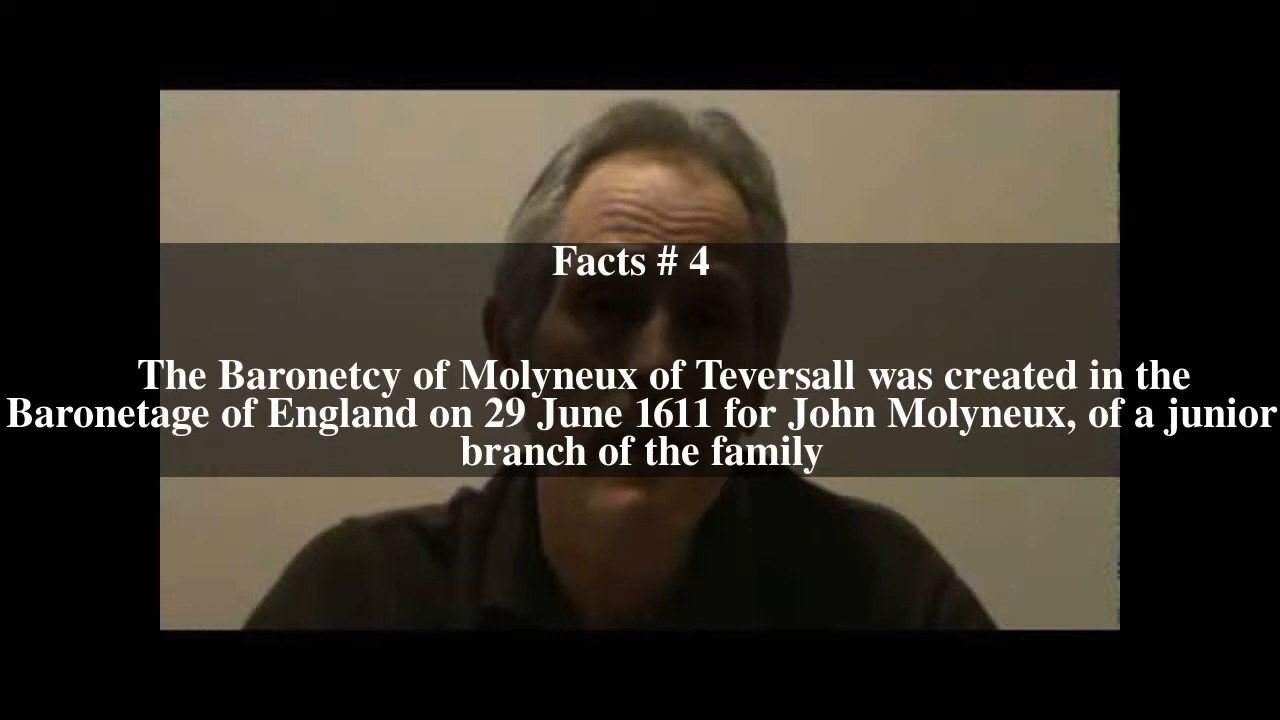 Facts # 4
The Baronetcy of Molyneux of Teversall was created in the
Baronetage of England on 29 June 1611 for John Molyneux, of a junior
branch of the family